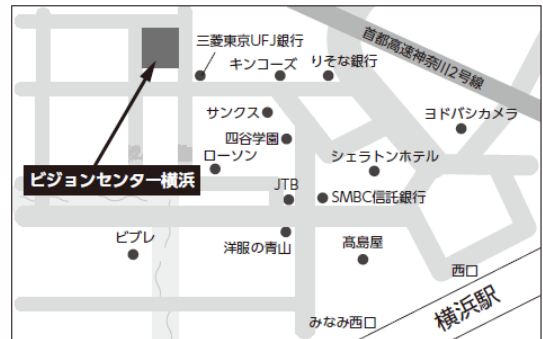 首都高速神奈川2号線
三菱東京UFJ銀行
キンコーズ
りそな銀行
サンクス
ヨドバシカメラ
四谷学園
ローソン
シェラトンホテル
ビジョンセンター横浜
JTB
SMBC信託銀行
ビブレ
洋服の青山
髙島屋
西口
横浜駅
みなみ西口